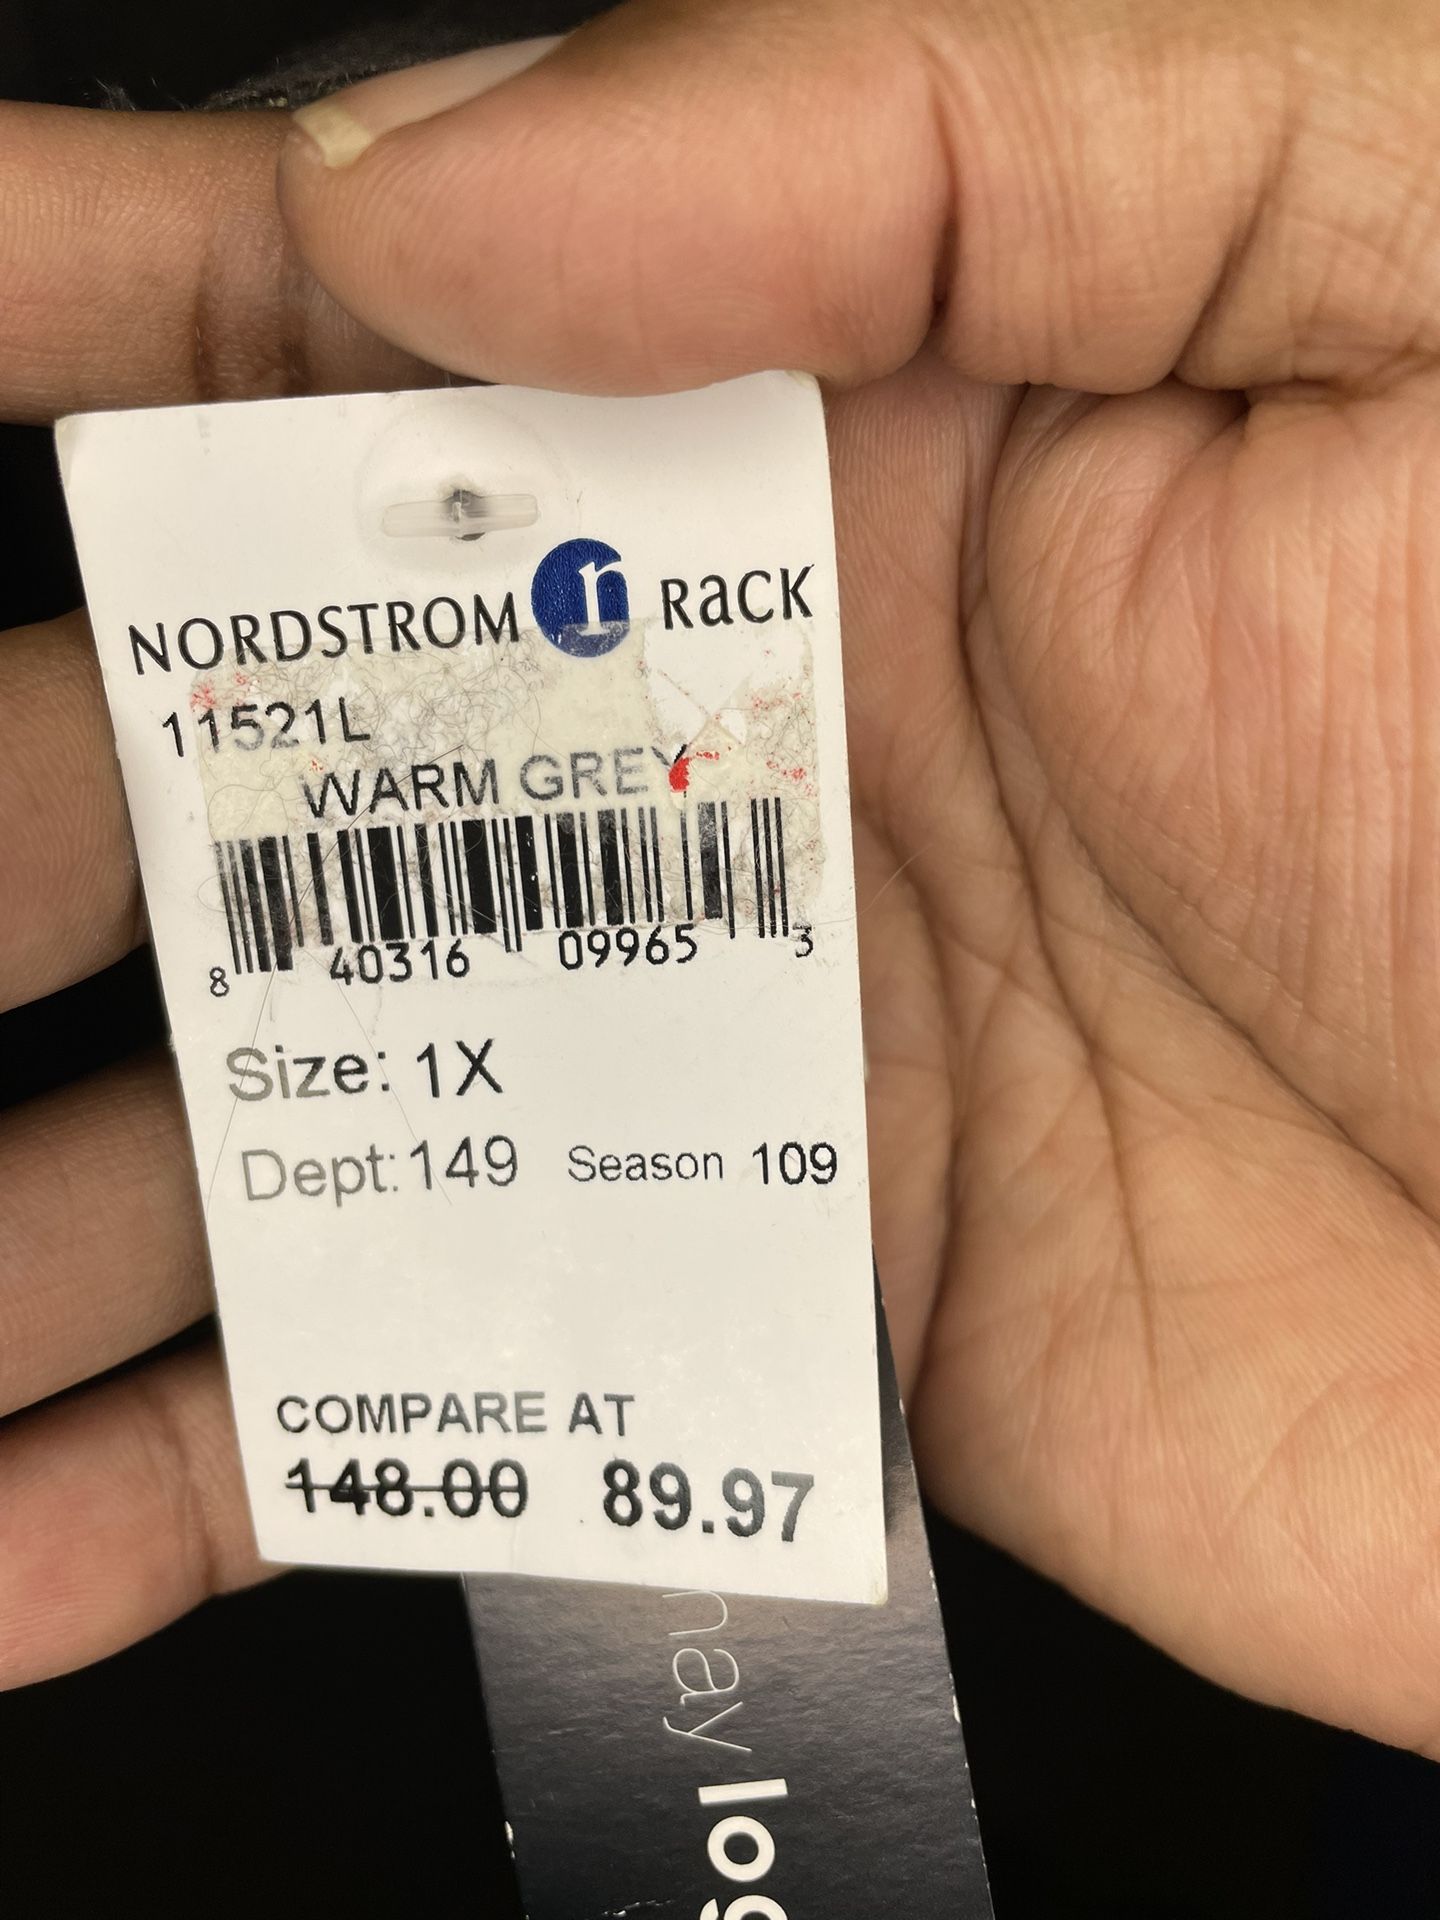 NORDSTROM r Rack
11521L
WARM GREY
8 40316 09965 3
Size: 1X
Dept: 149 Season 109
COMPARE AT
148.00 89.97